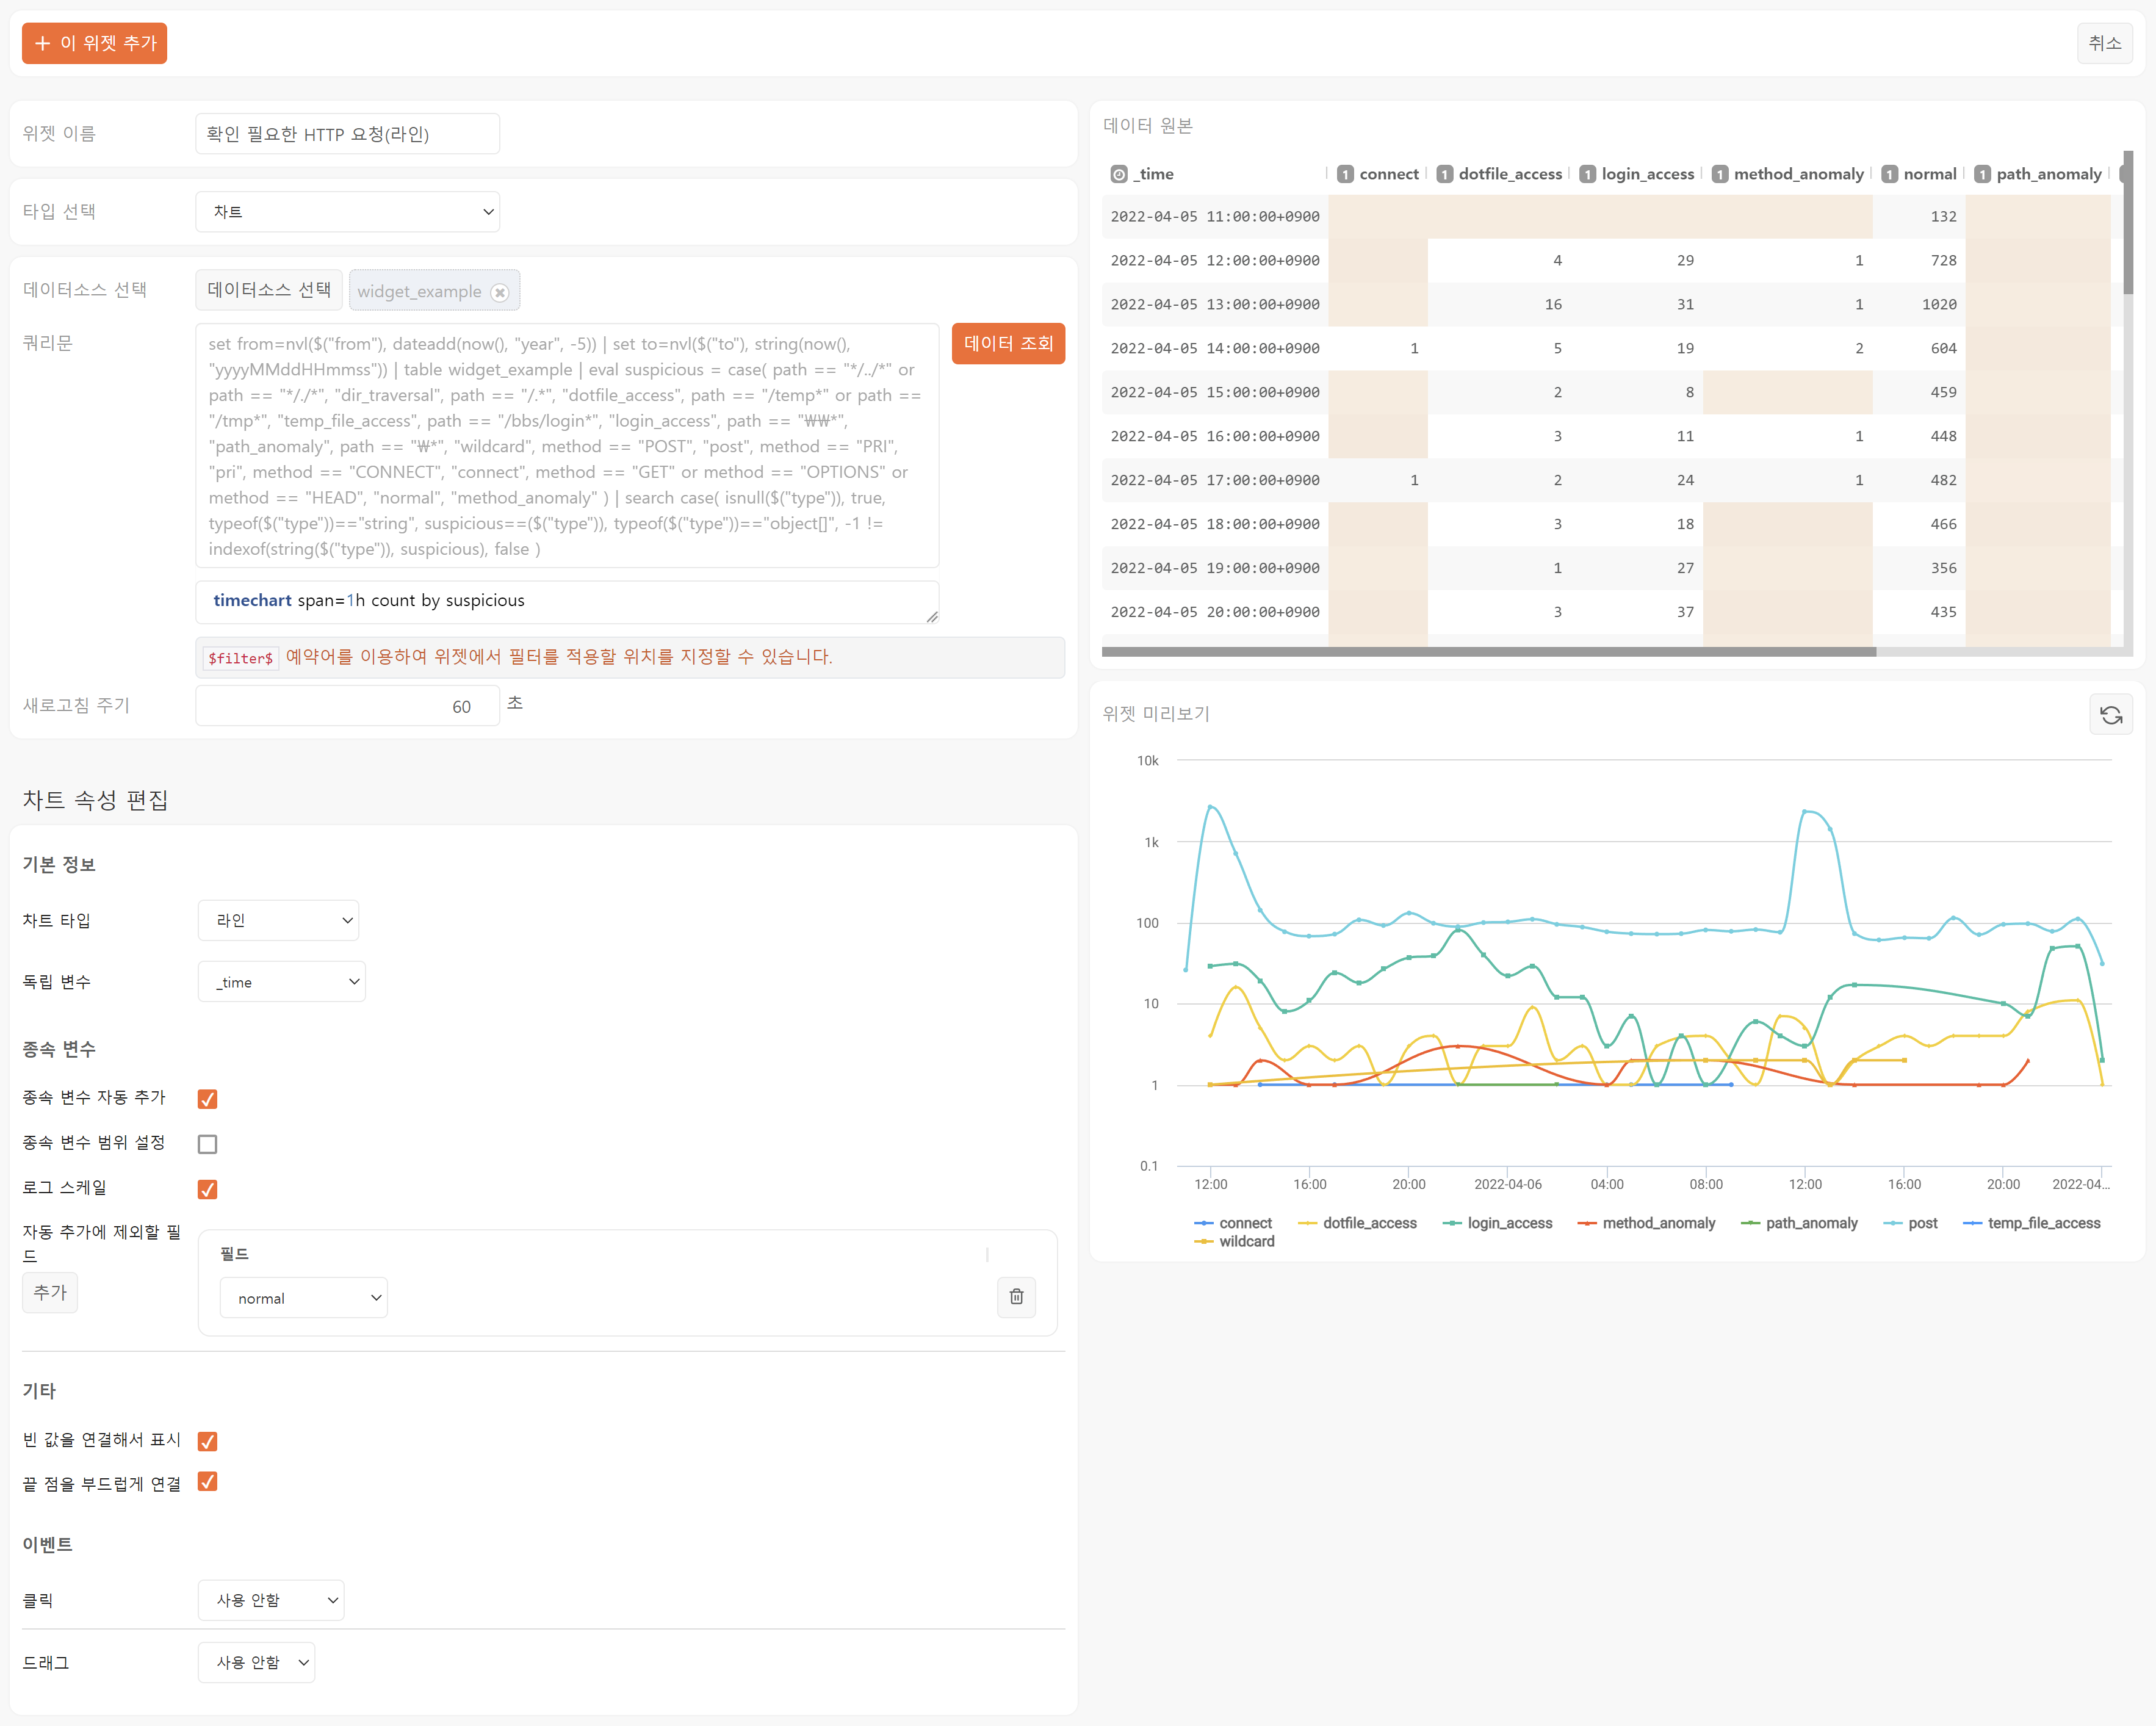 이 위젯 추가
취소
위젯 이름
확인 필요한 HTTP 요청(라인)
타입 선택
차트
데이터소스 선택
데이터소스 선택
widget_example
쿼리문
set from=nvl($("from"), dateadd(now(), "year", -5)) | set to=nvl($("to"), string(now(),
"yyyyMMddHHmmss")) | table widget_example | eval suspicious = case( path == "*/../*" or
path == "*/./*", "dir_traversal", path == "/.*", "dotfile_access", path == "/temp*" or path ==
"/tmp*", "temp_file_access", path == "/bbs/login*", "login_access", path == "₩₩*",
"path_anomaly", path == "₩*", "wildcard", method == "POST", "post", method == "PRI",
"pri", method == "CONNECT", "connect", method == "GET" or method == "OPTIONS" or
method == "HEAD", "normal", "method_anomaly" ) | search case( isnull($("type")), true,
typeof($("type"))=="string", suspicious==($("type")), typeof($("type"))=="object[]", -1 !=
indexof(string($("type")), suspicious), false )
데이터 조회
timechart span=1h count by suspicious
$filter$ 예약어를 이용하여 위젯에서 필터를 적용할 위치를 지정할 수 있습니다.
새로고침 주기
60 초
차트 속성 편집
기본 정보
차트 타입
라인
독립 변수
_time
종속 변수
종속 변수 자동 추가
종속 변수 범위 설정
로그 스케일
자동 추가에 제외할 필
드
추가
필드
normal
기타
빈 값을 연결해서 표시
끝 점을 부드럽게 연결
이벤트
클릭
사용 안함
드래그
사용 안함
데이터 원본
_time 1 connect 1 dotfile_access 1 login_access 1 method_anomaly 1 normal 1 path_anomaly
2022-04-05 11:00:00+0900 132
2022-04-05 12:00:00+0900 4 29 1 728
2022-04-05 13:00:00+0900 16 31 1 1020
2022-04-05 14:00:00+0900 1 5 19 2 604
2022-04-05 15:00:00+0900 2 8 459
2022-04-05 16:00:00+0900 3 11 1 448
2022-04-05 17:00:00+0900 1 2 24 1 482
2022-04-05 18:00:00+0900 3 18 466
2022-04-05 19:00:00+0900 1 27 356
2022-04-05 20:00:00+0900 3 37 435
위젯 미리보기
10k
1k
100
10
1
0.1
12:00 16:00 20:00 2022-04-06 04:00 08:00 12:00 16:00 20:00 2022-04...
connect dotfile_access login_access method_anomaly path_anomaly post temp_file_access
wildcard